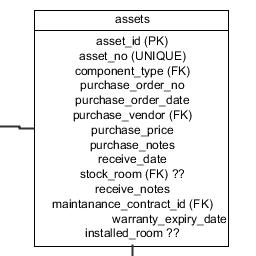 assets
asset_id (PK)
asset_no (UNIQUE)
component_type (FK)
purchase_order_no
purchase_order_date
purchase_vendor (FK)
purchase_price
purchase_notes
receive_date
stock_room (FK) ??
receive_notes
maintanance_contract_id (FK)
warranty_expiry_date
installed_room ??